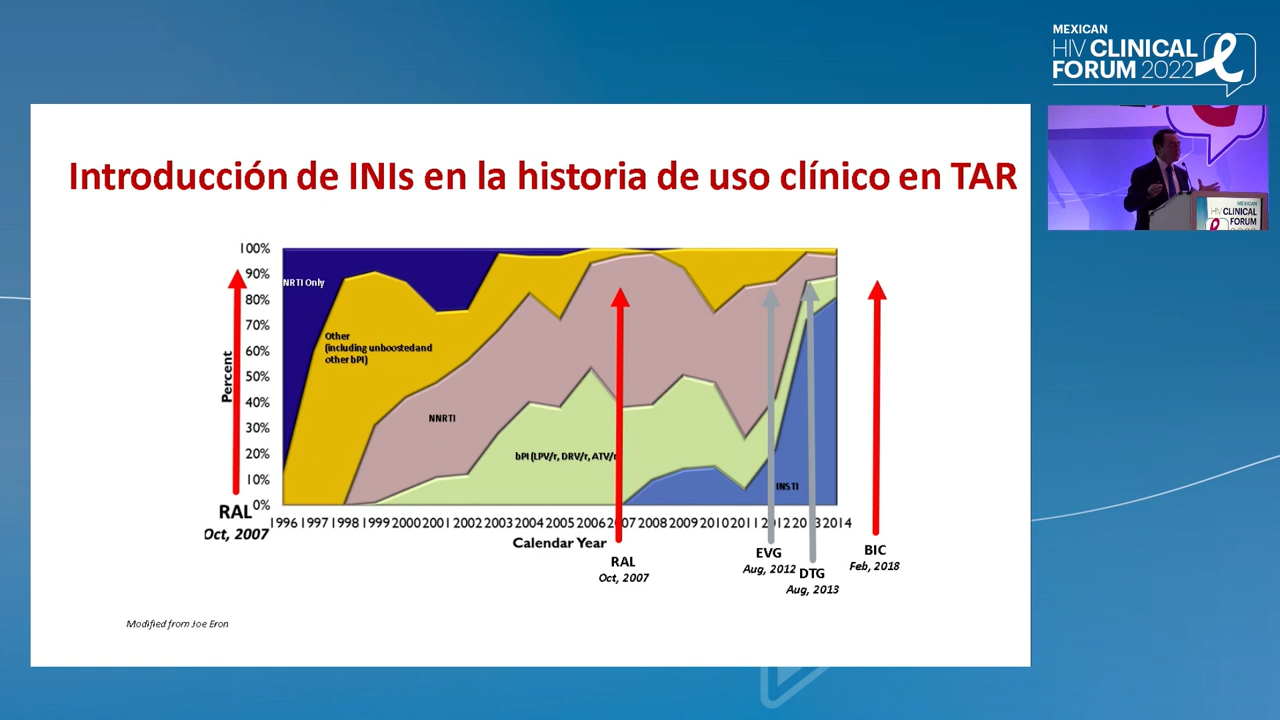 MEXICAN
HIV CLINICAL
FORUM 2022
Introducción de INIs en la historia de uso clínico en TAR
100%
90%
80%
70%
60%
50%
40%
30%
20%
10%
0%
Percent
NRTI Only
Other
(including unboosted and
other bPI)
NNRTI
bPI (LPV/r, DRV/r, ATV/r
INSTI
1996 1997 1998 1999 2000 2001 2002 2003 2004 2005 2006 2007 2008 2009 2010 2011 2012 2013 2014
Calendar Year
RAL
Oct, 2007
RAL
Oct, 2007
EVG
Aug, 2012
DTG
Aug, 2013
BIC
Feb, 2018
Modified from Joe Eron
MEXICAN
HIV CLINICAL
FORUM